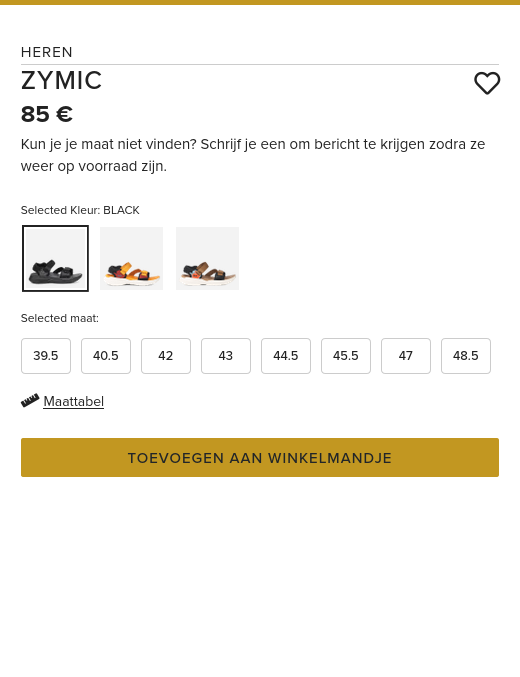 HEREN
ZYMIC
85 €
Kun je je maat niet vinden? Schrijf je een om bericht te krijgen zodra ze
weer op voorraad zijn.
Selected Kleur: BLACK
Selected maat:
39.5 40.5 42 43 44.5 45.5 47 48.5
Maattabel
TOEVOEGEN AAN WINKELMANDJE